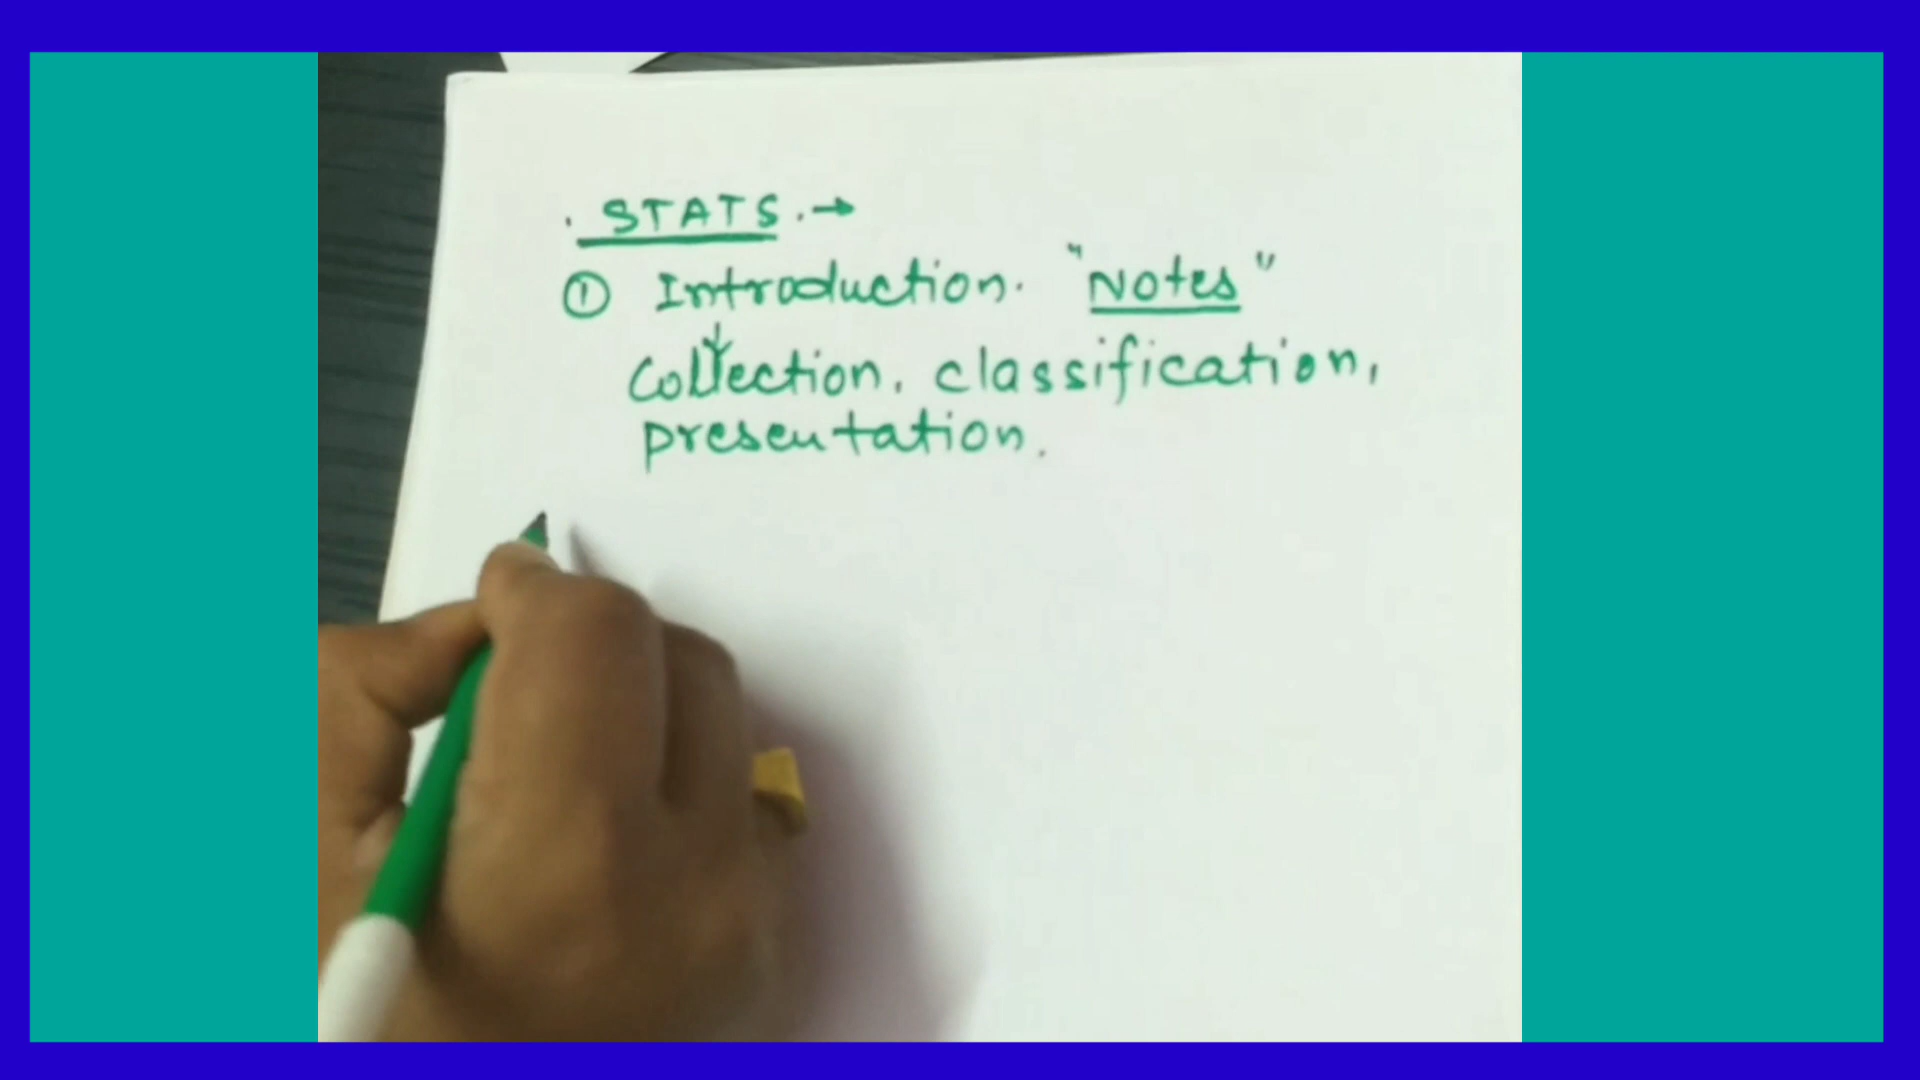 . STATS . →
① Introduction. "Notes"
↓
Collection, classification,
presentation.